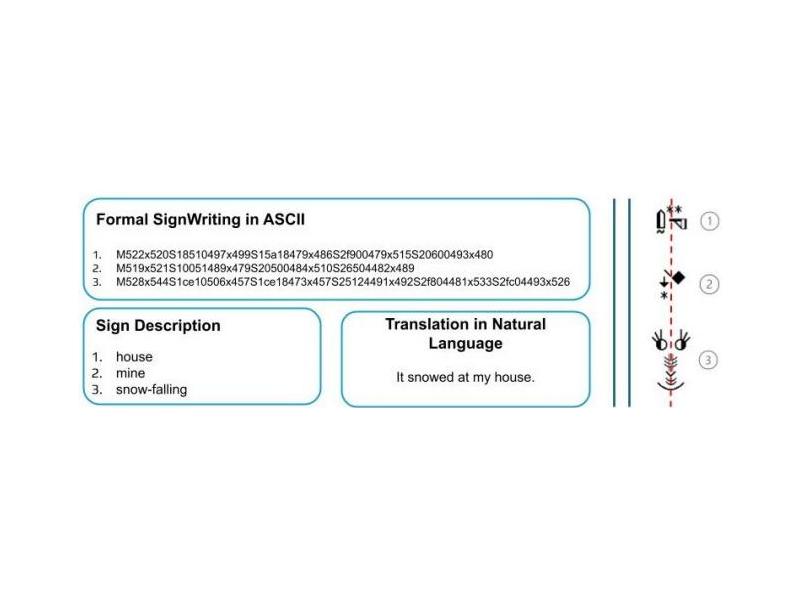 Formal SignWriting in ASCII
1. M522x520S18510497x499S15a18479x486S2f900479x515S20600493x480
2. M519x521S10051489x479S20500484x510S26504482x489
3. M528x544S1ce10506x457S1ce18473x457S25124491x492S2f804481x533S2fc04493x526
Sign Description
1. house
2. mine
3. snow-falling
Translation in Natural
Language
It snowed at my house.
1
2
3